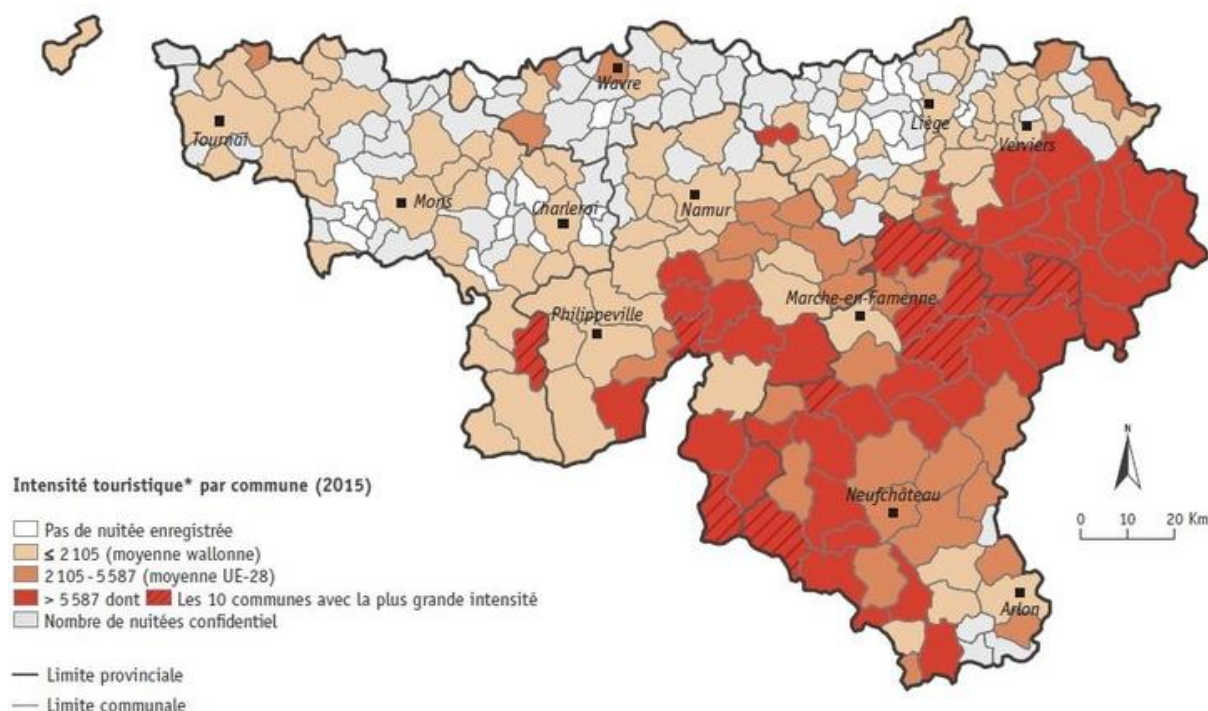 Wavre
Liège
Tournai
Verviers
Mons
Charleroi
Namur
Marche-en-Famenne
Philippeville
Neufchâteau
Arlon
N
0 10 20 Km
Intensité touristique* par commune (2015)
Pas de nuitée enregistrée
≤ 2 105 (moyenne wallonne)
2 105 - 5 587 (moyenne UE-28)
> 5 587 dont Les 10 communes avec la plus grande intensité
Nombre de nuitées confidentiel
Limite provinciale
Limite communale